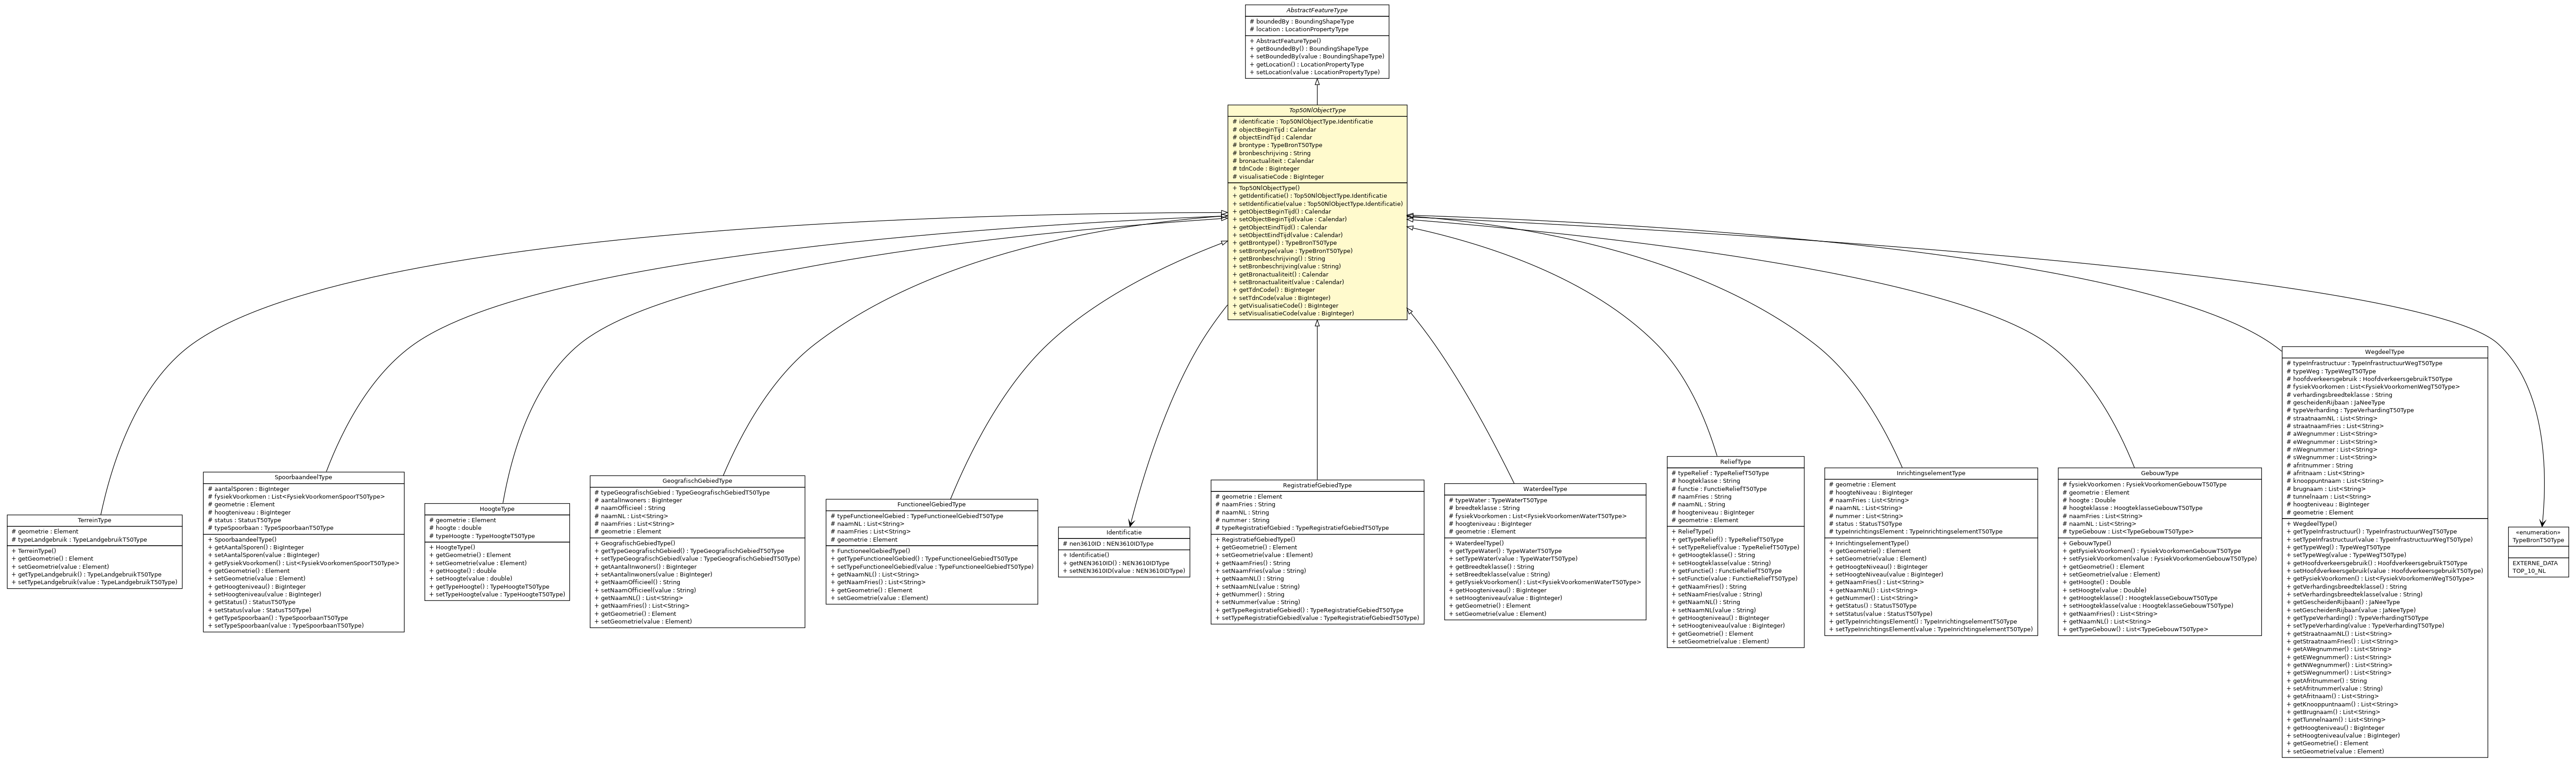 AbstractFeatureType
# boundedBy : BoundingShapeType
# location : LocationPropertyType
+ AbstractFeatureType()
+ getBoundedBy() : BoundingShapeType
+ setBoundedBy(value : BoundingShapeType)
+ getLocation() : LocationPropertyType
+ setLocation(value : LocationPropertyType)
Top50NlObjectType
# identificatie : Top50NlObjectType.Identificatie
# objectBeginTijd : Calendar
# objectEindTijd : Calendar
# brontype : TypeBronT50Type
# bronbeschrijving : String
# bronactualiteit : Calendar
# tdnCode : BigInteger
# visualisatieCode : BigInteger
+ Top50NlObjectType()
+ getIdentificatie() : Top50NlObjectType.Identificatie
+ setIdentificatie(value : Top50NlObjectType.Identificatie)
+ getObjectBeginTijd() : Calendar
+ setObjectBeginTijd(value : Calendar)
+ getObjectEindTijd() : Calendar
+ setObjectEindTijd(value : Calendar)
+ getBrontype() : TypeBronT50Type
+ setBrontype(value : TypeBronT50Type)
+ getBronbeschrijving() : String
+ setBronbeschrijving(value : String)
+ getBronactualiteit() : Calendar
+ setBronactualiteit(value : Calendar)
+ getTdnCode() : BigInteger
+ setTdnCode(value : BigInteger)
+ getVisualisatieCode() : BigInteger
+ setVisualisatieCode(value : BigInteger)
TerreinType
# geometrie : Element
# typeLandgebruik : TypeLandgebruikT50Type
+ TerreinType()
+ getGeometrie() : Element
+ setGeometrie(value : Element)
+ getTypeLandgebruik() : TypeLandgebruikT50Type
+ setTypeLandgebruik(value : TypeLandgebruikT50Type)
SpoorbaandeelType
# aantalSporen : BigInteger
# fysiekVoorkomen : List<FysiekVoorkomenSpoorT50Type>
# geometrie : Element
# hoogteniveau : BigInteger
# status : StatusT50Type
# typeSpoorbaan : TypeSpoorbaanT50Type
+ SpoorbaandeelType()
+ getAantalSporen() : BigInteger
+ setAantalSporen(value : BigInteger)
+ getFysiekVoorkomen() : List<FysiekVoorkomenSpoorT50Type>
+ getGeometrie() : Element
+ setGeometrie(value : Element)
+ getHoogteniveau() : BigInteger
+ setHoogteniveau(value : BigInteger)
+ getStatus() : StatusT50Type
+ setStatus(value : StatusT50Type)
+ getTypeSpoorbaan() : TypeSpoorbaanT50Type
+ setTypeSpoorbaan(value : TypeSpoorbaanT50Type)
HoogteType
# geometrie : Element
# hoogte : double
# typeHoogte : TypeHoogteT50Type
+ HoogteType()
+ getGeometrie() : Element
+ setGeometrie(value : Element)
+ getHoogte() : double
+ setHoogte(value : double)
+ getTypeHoogte() : TypeHoogteT50Type
+ setTypeHoogte(value : TypeHoogteT50Type)
GeografischGebiedType
# typeGeografischGebied : TypeGeografischGebiedT50Type
# aantalInwoners : BigInteger
# naamOfficieel : String
# naamNL : List<String>
# naamFries : List<String>
# geometrie : Element
+ GeografischGebiedType()
+ getTypeGeografischGebied() : TypeGeografischGebiedT50Type
+ setTypeGeografischGebied(value : TypeGeografischGebiedT50Type)
+ getAantalInwoners() : BigInteger
+ setAantalInwoners(value : BigInteger)
+ getNaamOfficieel() : String
+ setNaamOfficieel(value : String)
+ getNaamNL() : List<String>
+ getNaamFries() : List<String>
+ getGeometrie() : Element
+ setGeometrie(value : Element)
FunctioneelGebiedType
# typeFunctioneelGebied : TypeFunctioneelGebiedT50Type
# naamNL : List<String>
# naamFries : List<String>
# geometrie : Element
+ FunctioneelGebiedType()
+ getTypeFunctioneelGebied() : TypeFunctioneelGebiedT50Type
+ setTypeFunctioneelGebied(value : TypeFunctioneelGebiedT50Type)
+ getNaamNL() : List<String>
+ getNaamFries() : List<String>
+ getGeometrie() : Element
+ setGeometrie(value : Element)
Identificatie
# nen3610ID : NEN3610IDType
+ Identificatie()
+ getNEN3610ID() : NEN3610IDType
+ setNEN3610ID(value : NEN3610IDType)
RegistratiefGebiedType
# geometrie : Element
# naamFries : String
# naamNL : String
# nummer : String
# typeRegistratiefGebied : TypeRegistratiefGebiedT50Type
+ RegistratiefGebiedType()
+ getGeometrie() : Element
+ setGeometrie(value : Element)
+ getNaamFries() : String
+ setNaamFries(value : String)
+ getNaamNL() : String
+ setNaamNL(value : String)
+ getNummer() : String
+ setNummer(value : String)
+ getTypeRegistratiefGebied() : TypeRegistratiefGebiedT50Type
+ setTypeRegistratiefGebied(value : TypeRegistratiefGebiedT50Type)
WaterdeelType
# typeWater : TypeWaterT50Type
# breedteklasse : String
# fysiekVoorkomen : List<FysiekVoorkomenWaterT50Type>
# hoogteniveau : BigInteger
# geometrie : Element
+ WaterdeelType()
+ getTypeWater() : TypeWaterT50Type
+ setTypeWater(value : TypeWaterT50Type)
+ getBreedteklasse() : String
+ setBreedteklasse(value : String)
+ getFysiekVoorkomen() : List<FysiekVoorkomenWaterT50Type>
+ getHoogteniveau() : BigInteger
+ setHoogteniveau(value : BigInteger)
+ getGeometrie() : Element
+ setGeometrie(value : Element)
ReliefType
# typeRelief : TypeReliefT50Type
# hoogteklasse : String
# functie : FunctieReliefT50Type
# naamFries : String
# naamNL : String
# hoogteniveau : BigInteger
# geometrie : Element
+ ReliefType()
+ getTypeRelief() : TypeReliefT50Type
+ setTypeRelief(value : TypeReliefT50Type)
+ getHoogteklasse() : String
+ setHoogteklasse(value : String)
+ getFunctie() : FunctieReliefT50Type
+ setFunctie(value : FunctieReliefT50Type)
+ getNaamFries() : String
+ setNaamFries(value : String)
+ getNaamNL() : String
+ setNaamNL(value : String)
+ getHoogteniveau() : BigInteger
+ setHoogteniveau(value : BigInteger)
+ getGeometrie() : Element
+ setGeometrie(value : Element)
InrichtingselementType
# geometrie : Element
# hoogteNiveau : BigInteger
# naamFries : List<String>
# naamNL : List<String>
# nummer : List<String>
# status : StatusT50Type
# typeInrichtingsElement : TypeInrichtingselementT50Type
+ InrichtingselementType()
+ getGeometrie() : Element
+ setGeometrie(value : Element)
+ getHoogteNiveau() : BigInteger
+ setHoogteNiveau(value : BigInteger)
+ getNaamFries() : List<String>
+ getNaamNL() : List<String>
+ getNummer() : List<String>
+ getStatus() : StatusT50Type
+ setStatus(value : StatusT50Type)
+ getTypeInrichtingsElement() : TypeInrichtingselementT50Type
+ setTypeInrichtingsElement(value : TypeInrichtingselementT50Type)
GebouwType
# fysiekVoorkomen : FysiekVoorkomenGebouwT50Type
# geometrie : Element
# hoogte : Double
# hoogteklasse : HoogteklasseGebouwT50Type
# naamFries : List<String>
# naamNL : List<String>
# typeGebouw : List<TypeGebouwT50Type>
+ GebouwType()
+ getFysiekVoorkomen() : FysiekVoorkomenGebouwT50Type
+ setFysiekVoorkomen(value : FysiekVoorkomenGebouwT50Type)
+ getGeometrie() : Element
+ setGeometrie(value : Element)
+ getHoogte() : Double
+ setHoogte(value : Double)
+ getHoogteklasse() : HoogteklasseGebouwT50Type
+ setHoogteklasse(value : HoogteklasseGebouwT50Type)
+ getNaamFries() : List<String>
+ getNaamNL() : List<String>
+ getTypeGebouw() : List<TypeGebouwT50Type>
WegdeelType
# typeInfrastructuur : TypeInfrastructuurWegT50Type
# typeWeg : TypeWegT50Type
# hoofdverkeersgebruik : HoofdverkeersgebruikT50Type
# fysiekVoorkomen : List<FysiekVoorkomenWegT50Type>
# verhardingsbreedteklasse : String
# gescheidenRijbaan : JaNeeType
# typeVerharding : TypeVerhardingT50Type
# straatnaamNL : List<String>
# straatnaamFries : List<String>
# aWegnummer : List<String>
# eWegnummer : List<String>
# nWegnummer : List<String>
# sWegnummer : List<String>
# afritnummer : String
# afritnaam : List<String>
# knooppuntnaam : List<String>
# brugnaam : List<String>
# tunnelnaam : List<String>
# hoogteniveau : BigInteger
# geometrie : Element
+ WegdeelType()
+ getTypeInfrastructuur() : TypeInfrastructuurWegT50Type
+ setTypeInfrastructuur(value : TypeInfrastructuurWegT50Type)
+ getTypeWeg() : TypeWegT50Type
+ setTypeWeg(value : TypeWegT50Type)
+ getHoofdverkeersgebruik() : HoofdverkeersgebruikT50Type
+ setHoofdverkeersgebruik(value : HoofdverkeersgebruikT50Type)
+ getFysiekVoorkomen() : List<FysiekVoorkomenWegT50Type>
+ getVerhardingsbreedteklasse() : String
+ setVerhardingsbreedteklasse(value : String)
+ getGescheidenRijbaan() : JaNeeType
+ setGescheidenRijbaan(value : JaNeeType)
+ getTypeVerharding() : TypeVerhardingT50Type
+ setTypeVerharding(value : TypeVerhardingT50Type)
+ getStraatnaamNL() : List<String>
+ getStraatnaamFries() : List<String>
+ getAWegnummer() : List<String>
+ getEWegnummer() : List<String>
+ getNWegnummer() : List<String>
+ getSWegnummer() : List<String>
+ getAfritnummer() : String
+ setAfritnummer(value : String)
+ getAfritnaam() : List<String>
+ getKnooppuntnaam() : List<String>
+ getBrugnaam() : List<String>
+ getTunnelnaam() : List<String>
+ getHoogteniveau() : BigInteger
+ setHoogteniveau(value : BigInteger)
+ getGeometrie() : Element
+ setGeometrie(value : Element)
«enumeration»
TypeBronT50Type
EXTERNE_DATA
TOP_10_NL